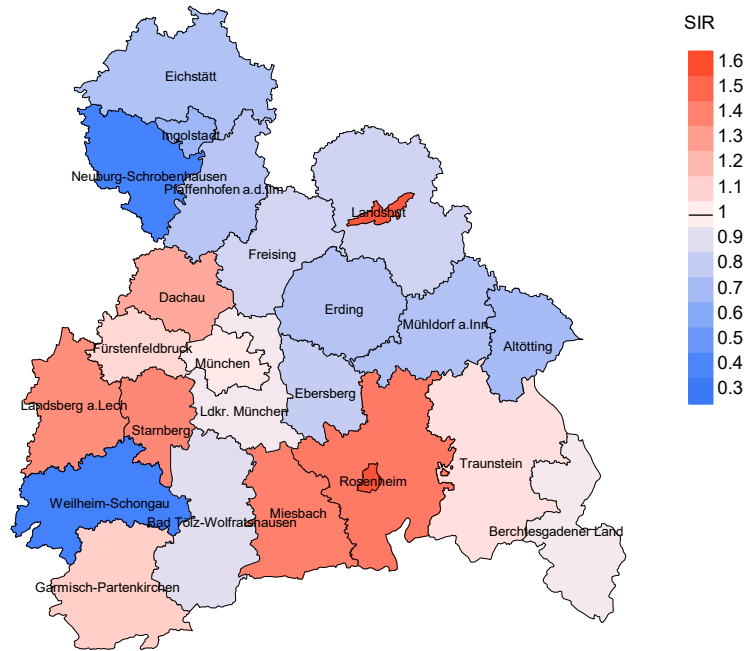 SIR
1.6
1.5
1.4
1.3
1.2
1.1
1
0.9
0.8
0.7
0.6
0.5
0.4
0.3
Eichstätt
Ingolstadt
Neuburg-Schrobenhausen
Pfaffenhofen a.d.Ilm
Landshut
Freising
Dachau
Erding
Mühldorf a.Inn
Altötting
Fürstenfeldbruck
München
Ebersberg
Landsberg a.Lech
Ldkr. München
Starnberg
Traunstein
Rosenheim
Weilheim-Schongau
Miesbach
Bad Tölz-Wolfratshausen
Berchtesgadener Land
Garmisch-Partenkirchen